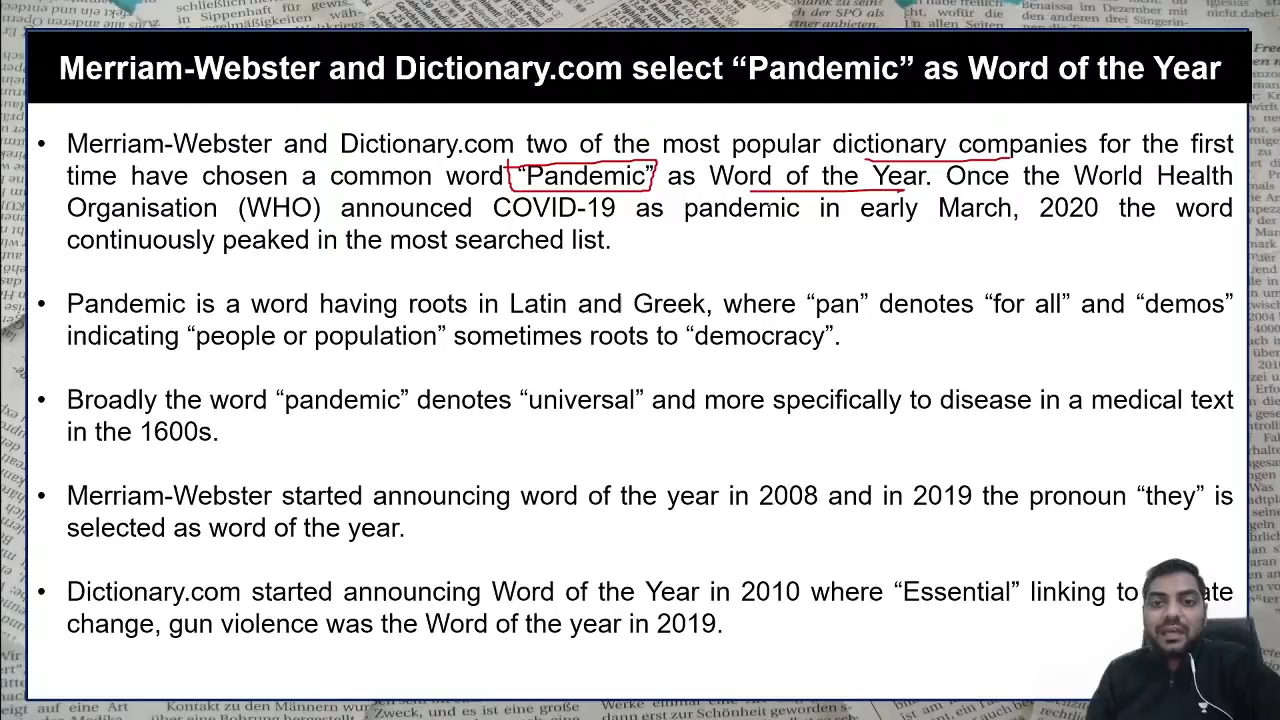 Merriam-Webster and Dictionary.com select “Pandemic” as Word of the Year
• Merriam-Webster and Dictionary.com two of the most popular dictionary companies for the first
time have chosen a common word “Pandemic” as Word of the Year. Once the World Health
Organisation (WHO) announced COVID-19 as pandemic in early March, 2020 the word
continuously peaked in the most searched list.
• Pandemic is a word having roots in Latin and Greek, where “pan” denotes “for all” and “demos”
indicating “people or population” sometimes roots to “democracy”.
• Broadly the word “pandemic” denotes “universal” and more specifically to disease in a medical text
in the 1600s.
• Merriam-Webster started announcing word of the year in 2008 and in 2019 the pronoun “they” is
selected as word of the year.
• Dictionary.com started announcing Word of the Year in 2010 where “Essential” linking to
change, gun violence was the Word of the year in 2019.